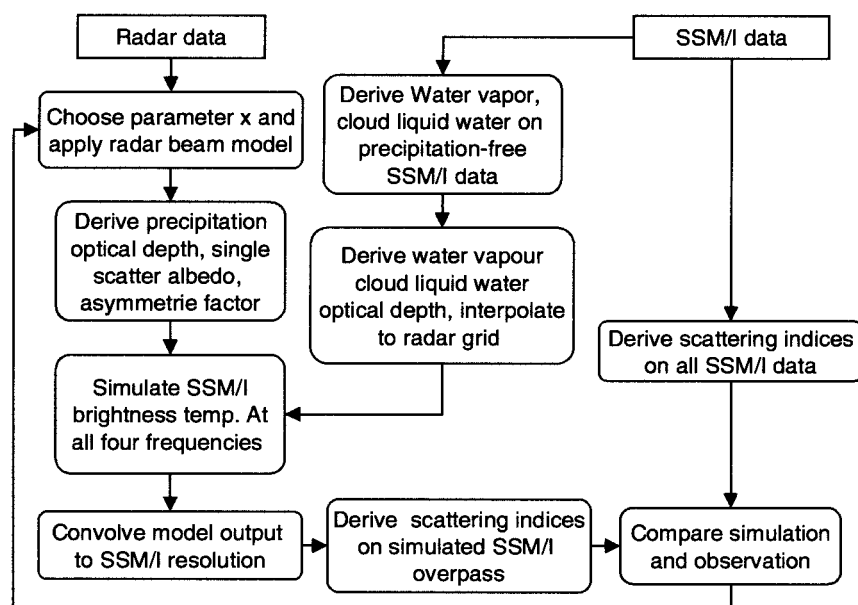 Radar data
SSM/I data
Choose parameter x and
apply radar beam model
Derive Water vapor,
cloud liquid water on
precipitation-free
SSM/I data
Derive precipitation
optical depth, single
scatter albedo,
asymmetrie factor
Derive water vapour
cloud liquid water
optical depth, interpolate
to radar grid
Derive scattering indices
on all SSM/I data
Simulate SSM/I
brightness temp. At
all four frequencies
Convolve model output
to SSM/I resolution
Derive scattering indices
on simulated SSM/I
overpass
Compare simulation
and observation